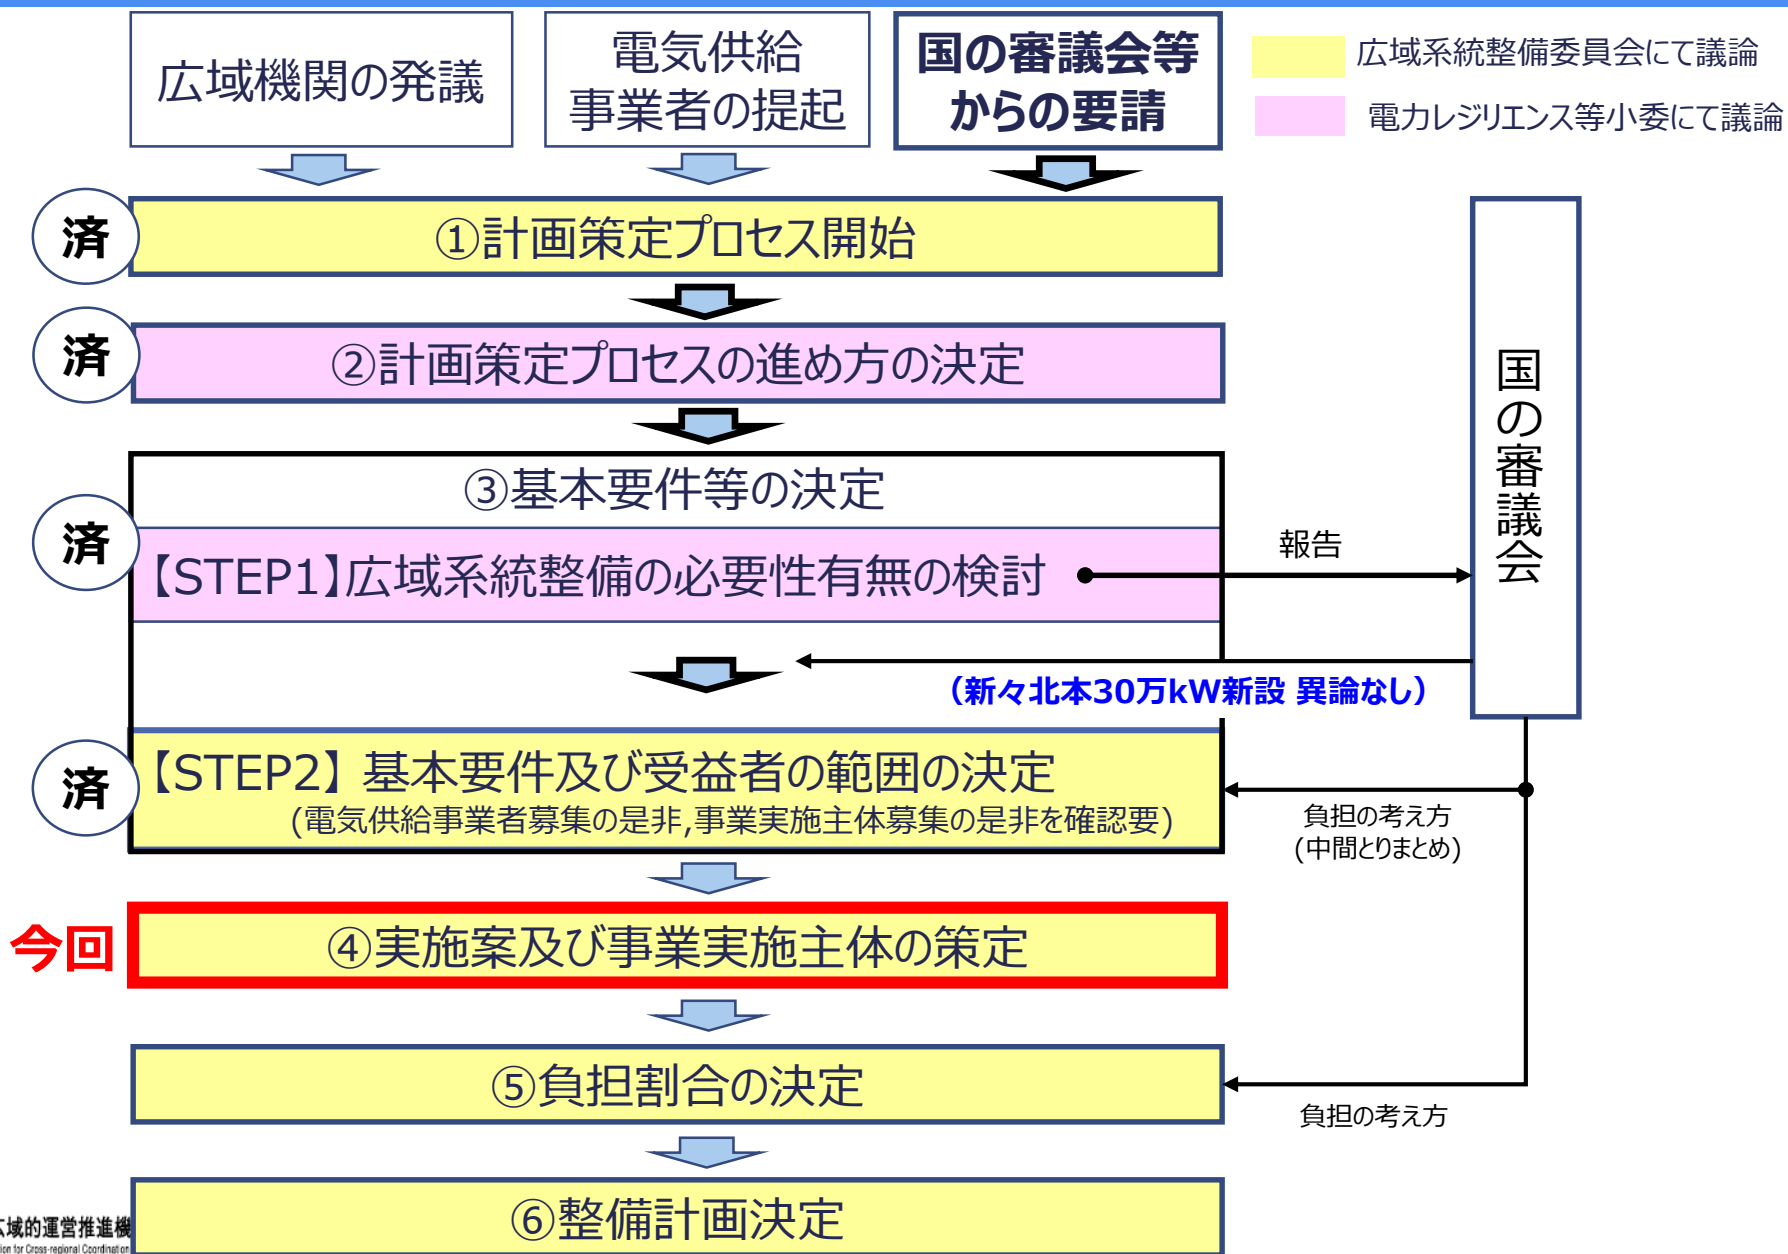 広域機関の発議
電気供給
事業者の提起
国の審議会等
からの要請
広域系統整備委員会にて議論
電力レジリエンス等小委にて議論
済
①計画策定プロセス開始
済
②計画策定プロセスの進め方の決定
③基本要件等の決定
済
【STEP1】広域系統整備の必要性有無の検討
報告
国の審議会
（新々北本30万kW新設 異論なし）
済
【STEP2】 基本要件及び受益者の範囲の決定
(電気供給事業者募集の是非,事業実施主体募集の是非を確認要)
負担の考え方
(中間とりまとめ)
今回
④実施案及び事業実施主体の策定
⑤負担割合の決定
負担の考え方
⑥整備計画決定
域的運営推進機
ion for Cross-regional Coordination